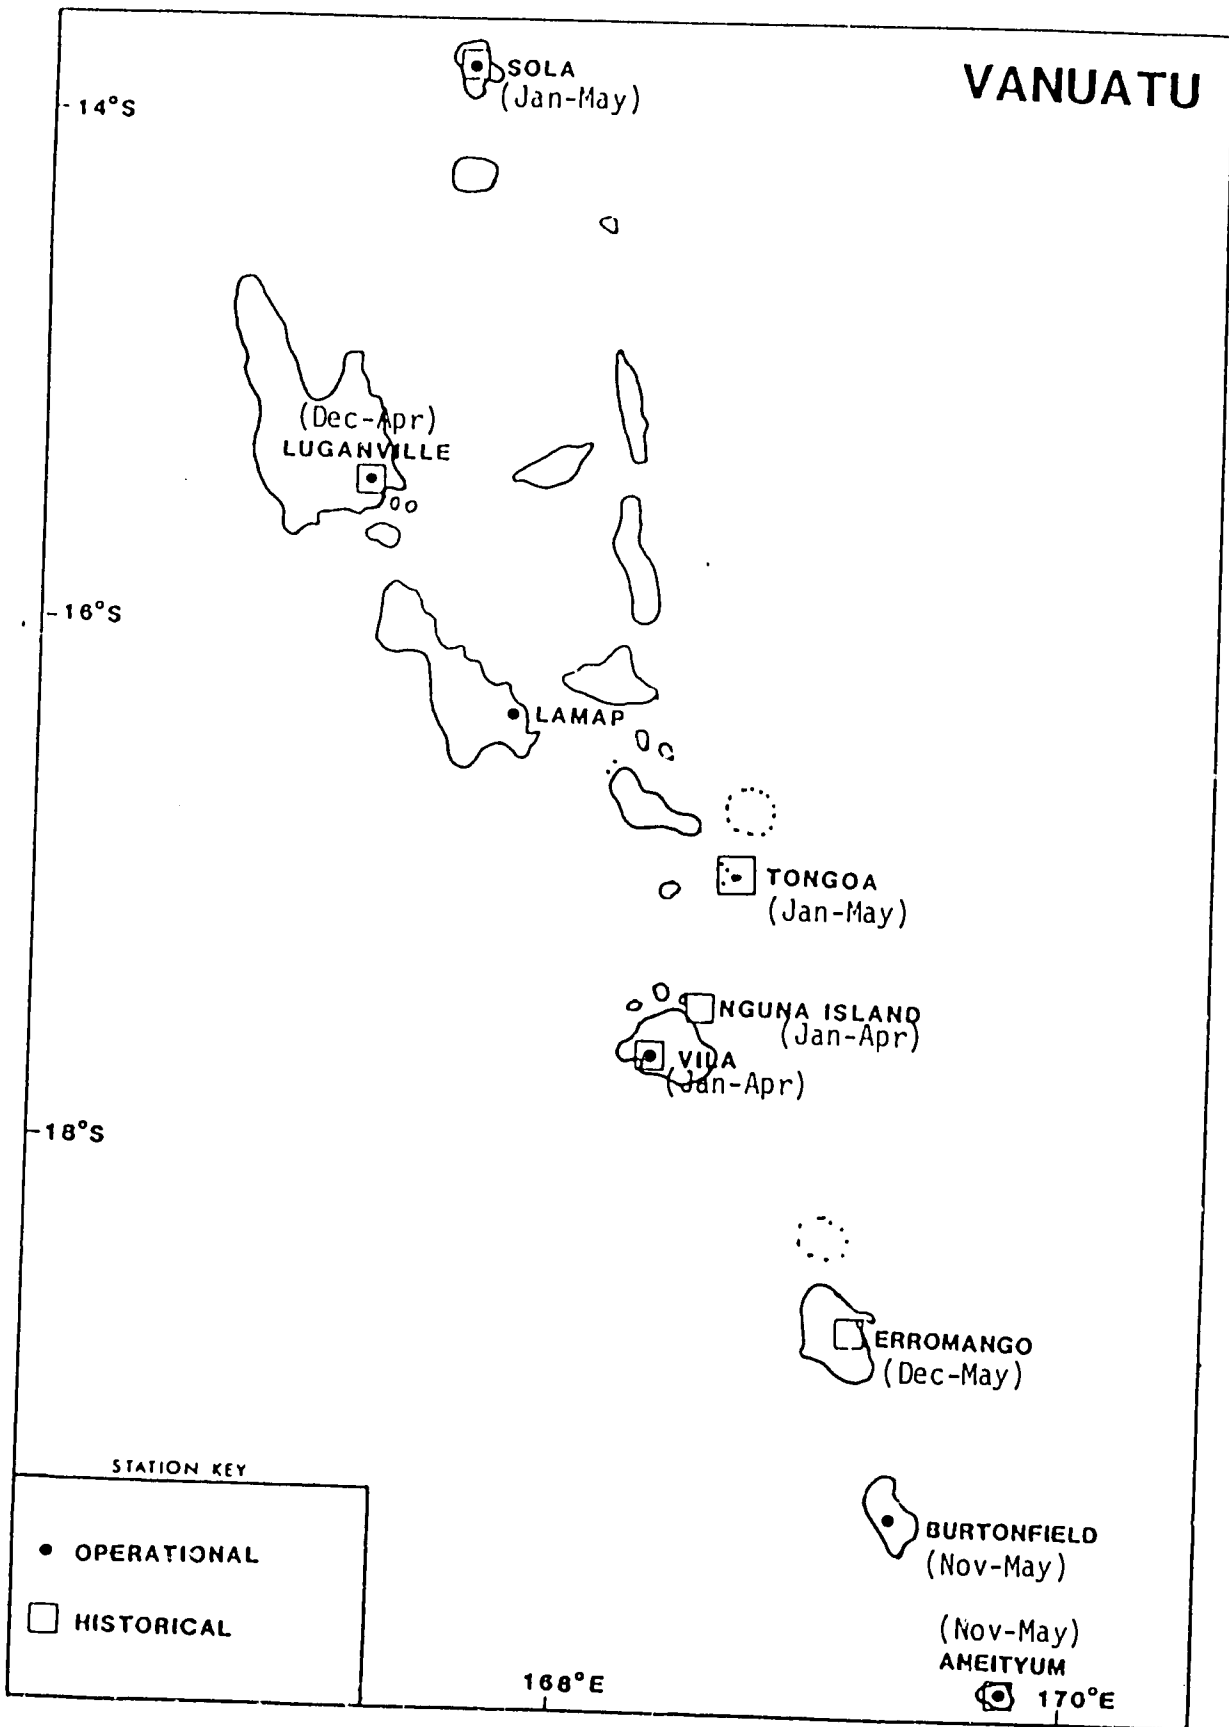 VANUATU
SOLA
(Jan-May)
14°S
(Dec-Apr)
LUGANVILLE
16°S
LAMAP
TONGOA
(Jan-May)
NGUNA ISLAND
(Jan-Apr)
VILA
(Jan-Apr)
18°S
ERROMANGO
(Dec-May)
STATION KEY
OPERATIONAL
HISTORICAL
BURTONFIELD
(Nov-May)
(Nov-May)
ANEITYUM
168°E
170°E